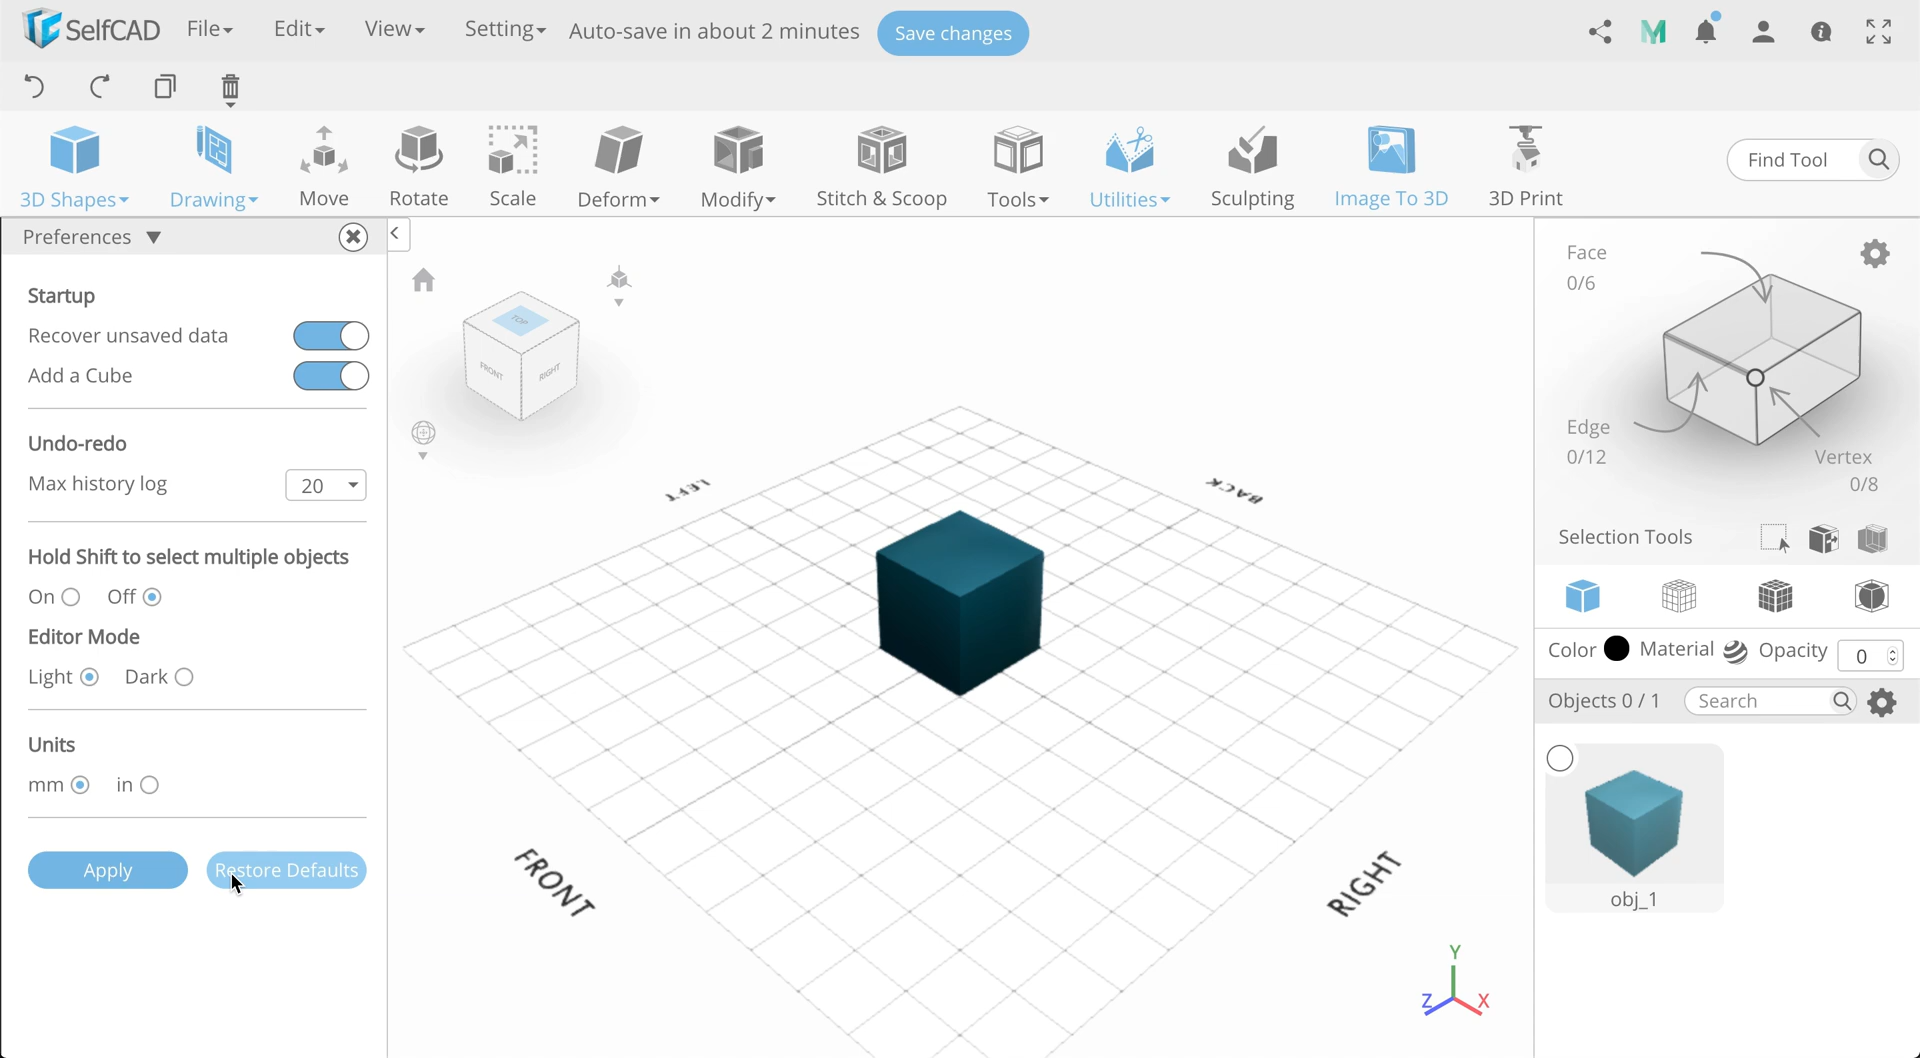 SelfCAD File Edit View Setting Auto-save in about 2 minutes Save changes
3D Shapes Drawing Move Rotate Scale Deform Modify Stitch & Scoop Tools Utilities Sculpting Image To 3D 3D Print Find Tool
Preferences
Startup
Recover unsaved data
Add a Cube
Undo-redo
Max history log 20
Hold Shift to select multiple objects
On Off
Editor Mode
Light Dark
Units
mm in
Apply Restore Defaults
TOP
FRONT RIGHT
LEFT BACK
FRONT RIGHT
Y
Z X
Face
0/6
Edge
0/12
Vertex
0/8
Selection Tools
Color Material Opacity 0
Objects 0 / 1 Search
obj_1